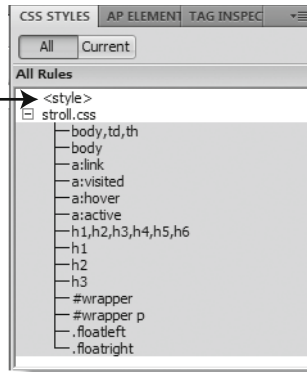 CSS STYLES AP ELEMENT TAG INSPEC
All Current
All Rules
<style>
stroll.css
body,td,th
body
a:link
a:visited
a:hover
a:active
h1,h2,h3,h4,h5,h6
h1
h2
h3
#wrapper
#wrapper p
.floatleft
.floatright